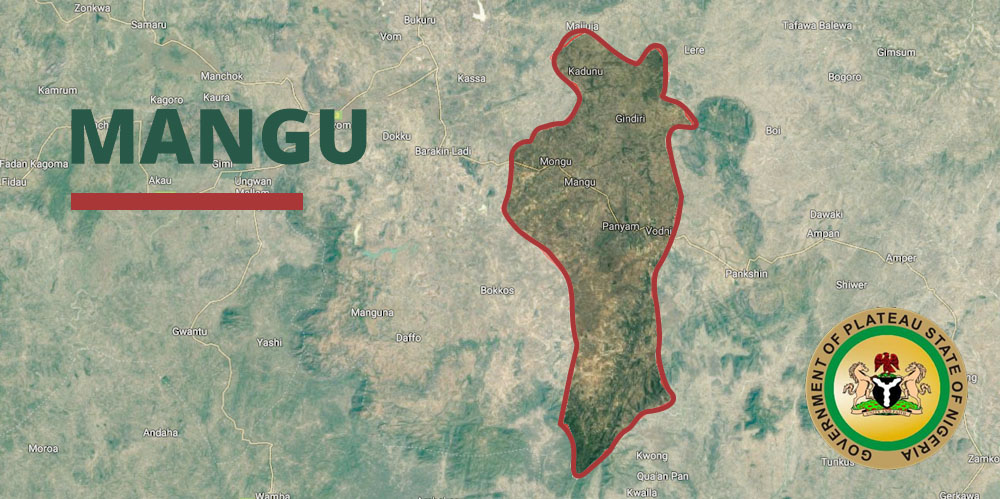 Zonkwa
Samaru
Bukuru
Vom
Maijuja
Tafawa Balewa
Lere
Gimsum
Manchok
Kassa
Kadunu
Bogoro
Kamrum
Kagoro
Kaura
MANGU
Gindiri
Dokku
Boi
Barakin-Ladi
Fadan Kagoma
Gimi
Mongu
Fidau
Akau
Ungwan
Mangu
Dawaki
Panyam
Vodni
Ampan
Amper
Pankshin
Shiwer
Bokkos
Manguna
Gwantu
Yashi
Daffo
GOVERNMENT OF PLATEAU STATE OF NIGERIA
Andaha
Moroa
Kwong
Qua'an Pan
Kwalla
Wamba
Tunkus
Zamko
Gerkawa